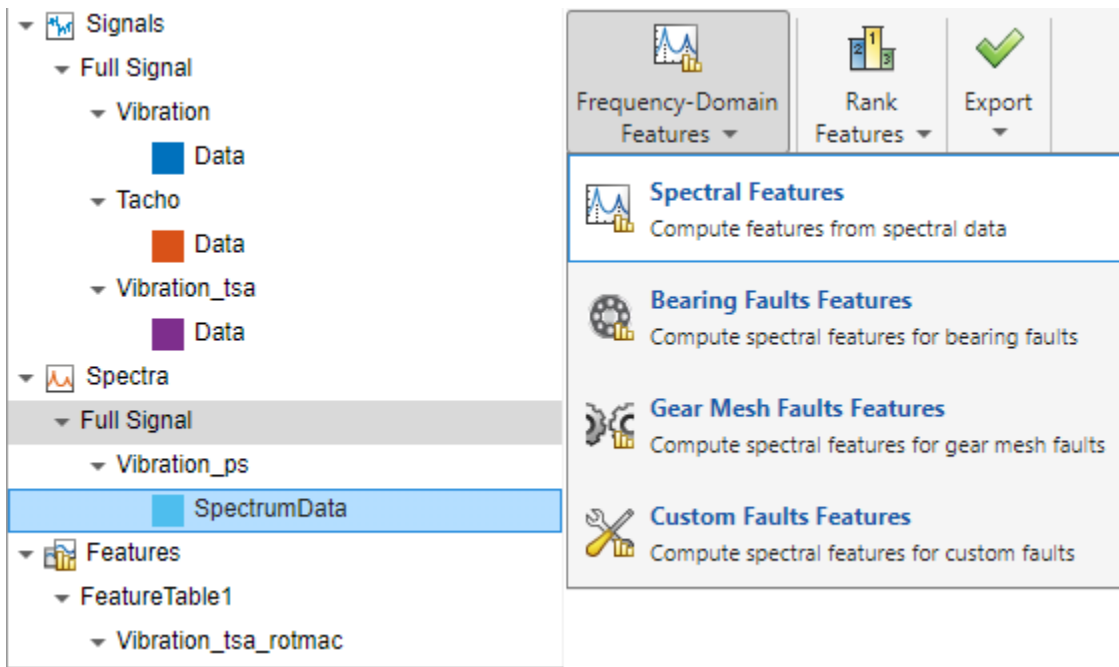 Signals
Full Signal
Vibration
Data
Tacho
Data
Vibration_tsa
Data
Spectra
Full Signal
Vibration_ps
SpectrumData
Features
FeatureTable1
Vibration_tsa_rotmac
Frequency-Domain
Features
Rank
Features
Export
2
1
3
Spectral Features
Compute features from spectral data
Bearing Faults Features
Compute spectral features for bearing faults
Gear Mesh Faults Features
Compute spectral features for gear mesh faults
Custom Faults Features
Compute spectral features for custom faults